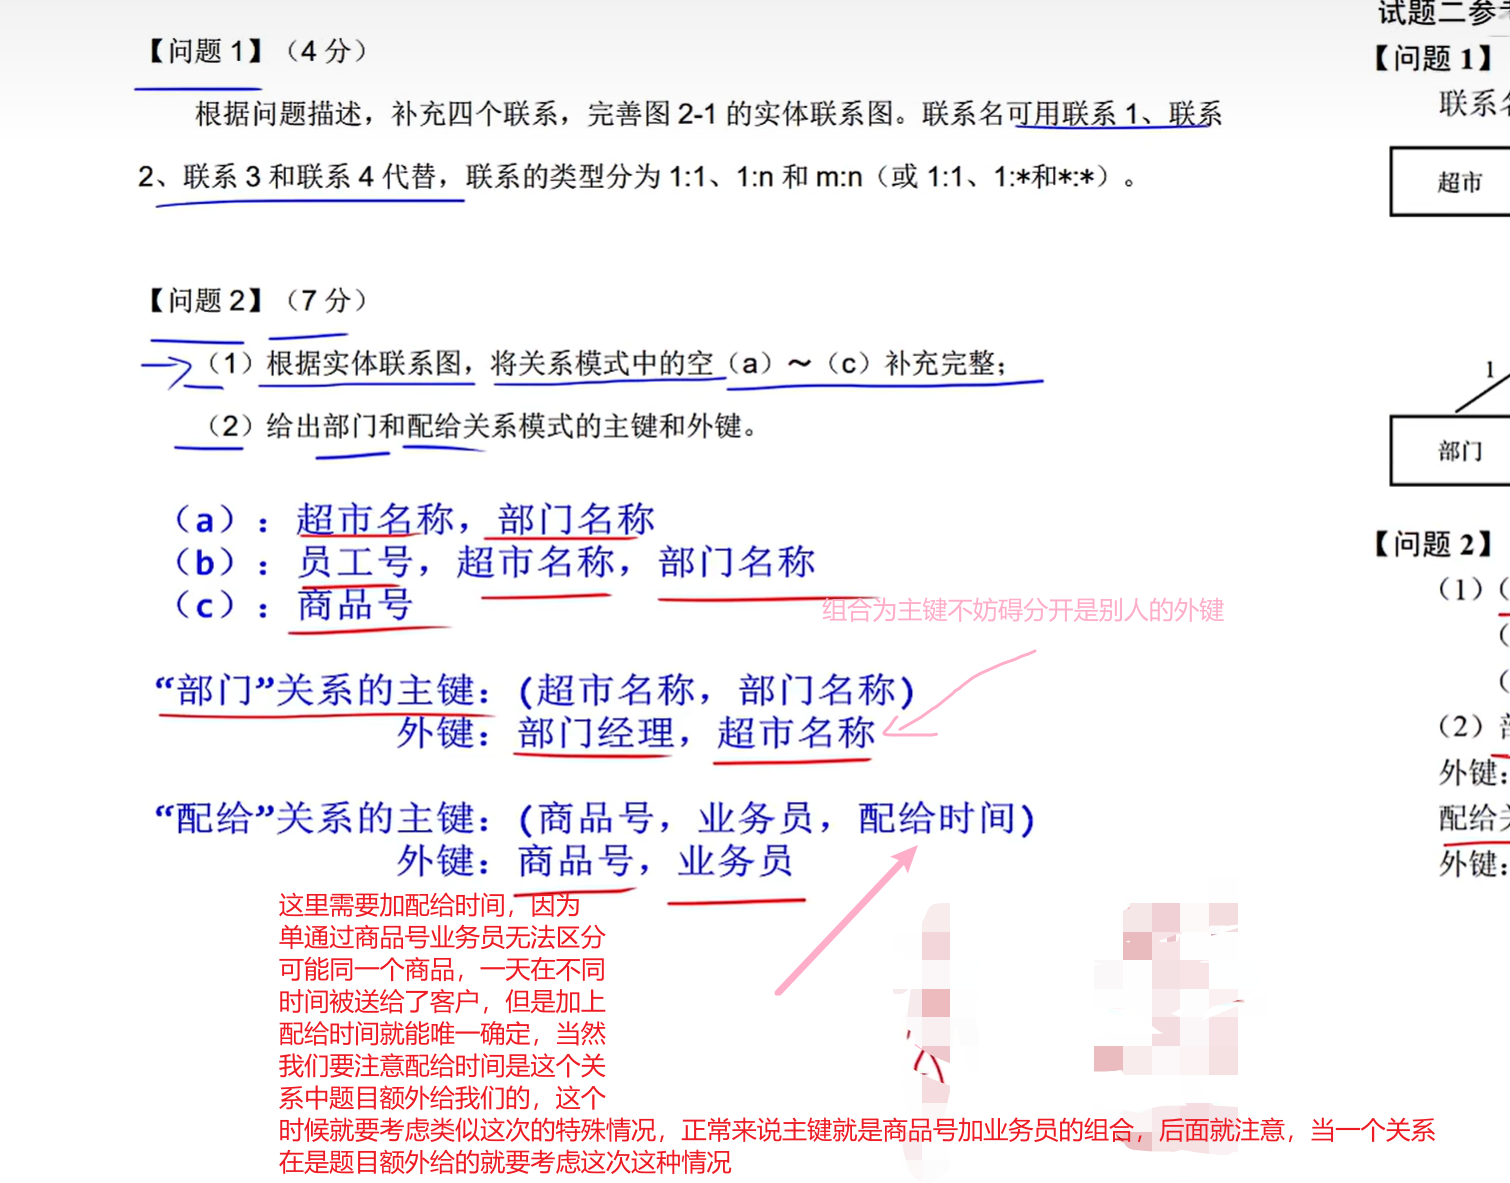 【问题 1】（4 分）
根据问题描述，补充四个联系，完善图 2-1 的实体联系图。联系名可用联系 1、联系
2、联系 3 和联系 4 代替，联系的类型分为 1:1、1:n 和 m:n（或 1:1、1:*和*:*）。
【问题 2】（7 分）
（1）根据实体联系图，将关系模式中的空（a）～（c）补充完整；
（2）给出部门和配给关系模式的主键和外键。
（a）：超市名称，部门名称
（b）：员工号，超市名称，部门名称
（c）：商品号
组合为主键不妨碍分开是别人的外键
“部门”关系的主键：(超市名称，部门名称)
外键：部门经理，超市名称
“配给”关系的主键：(商品号，业务员，配给时间)
外键：商品号，业务员
这里需要加配给时间，因为
单通过商品号业务员无法区分
可能同一个商品，一天在不同
时间被送给了客户，但是加上
配给时间就能唯一确定，当然
我们要注意配给时间是这个关
系中题目额外给我们的，这个
时候就要考虑类似这次的特殊情况，正常来说主键就是商品号加业务员的组合，后面就注意，当一个关系
在是题目额外给的就要考虑这次这种情况
试题二参
【问题 1】
联系
超市
1
部门
【问题 2】
（1）（
（
（
（2）
外键：
配给
外键：